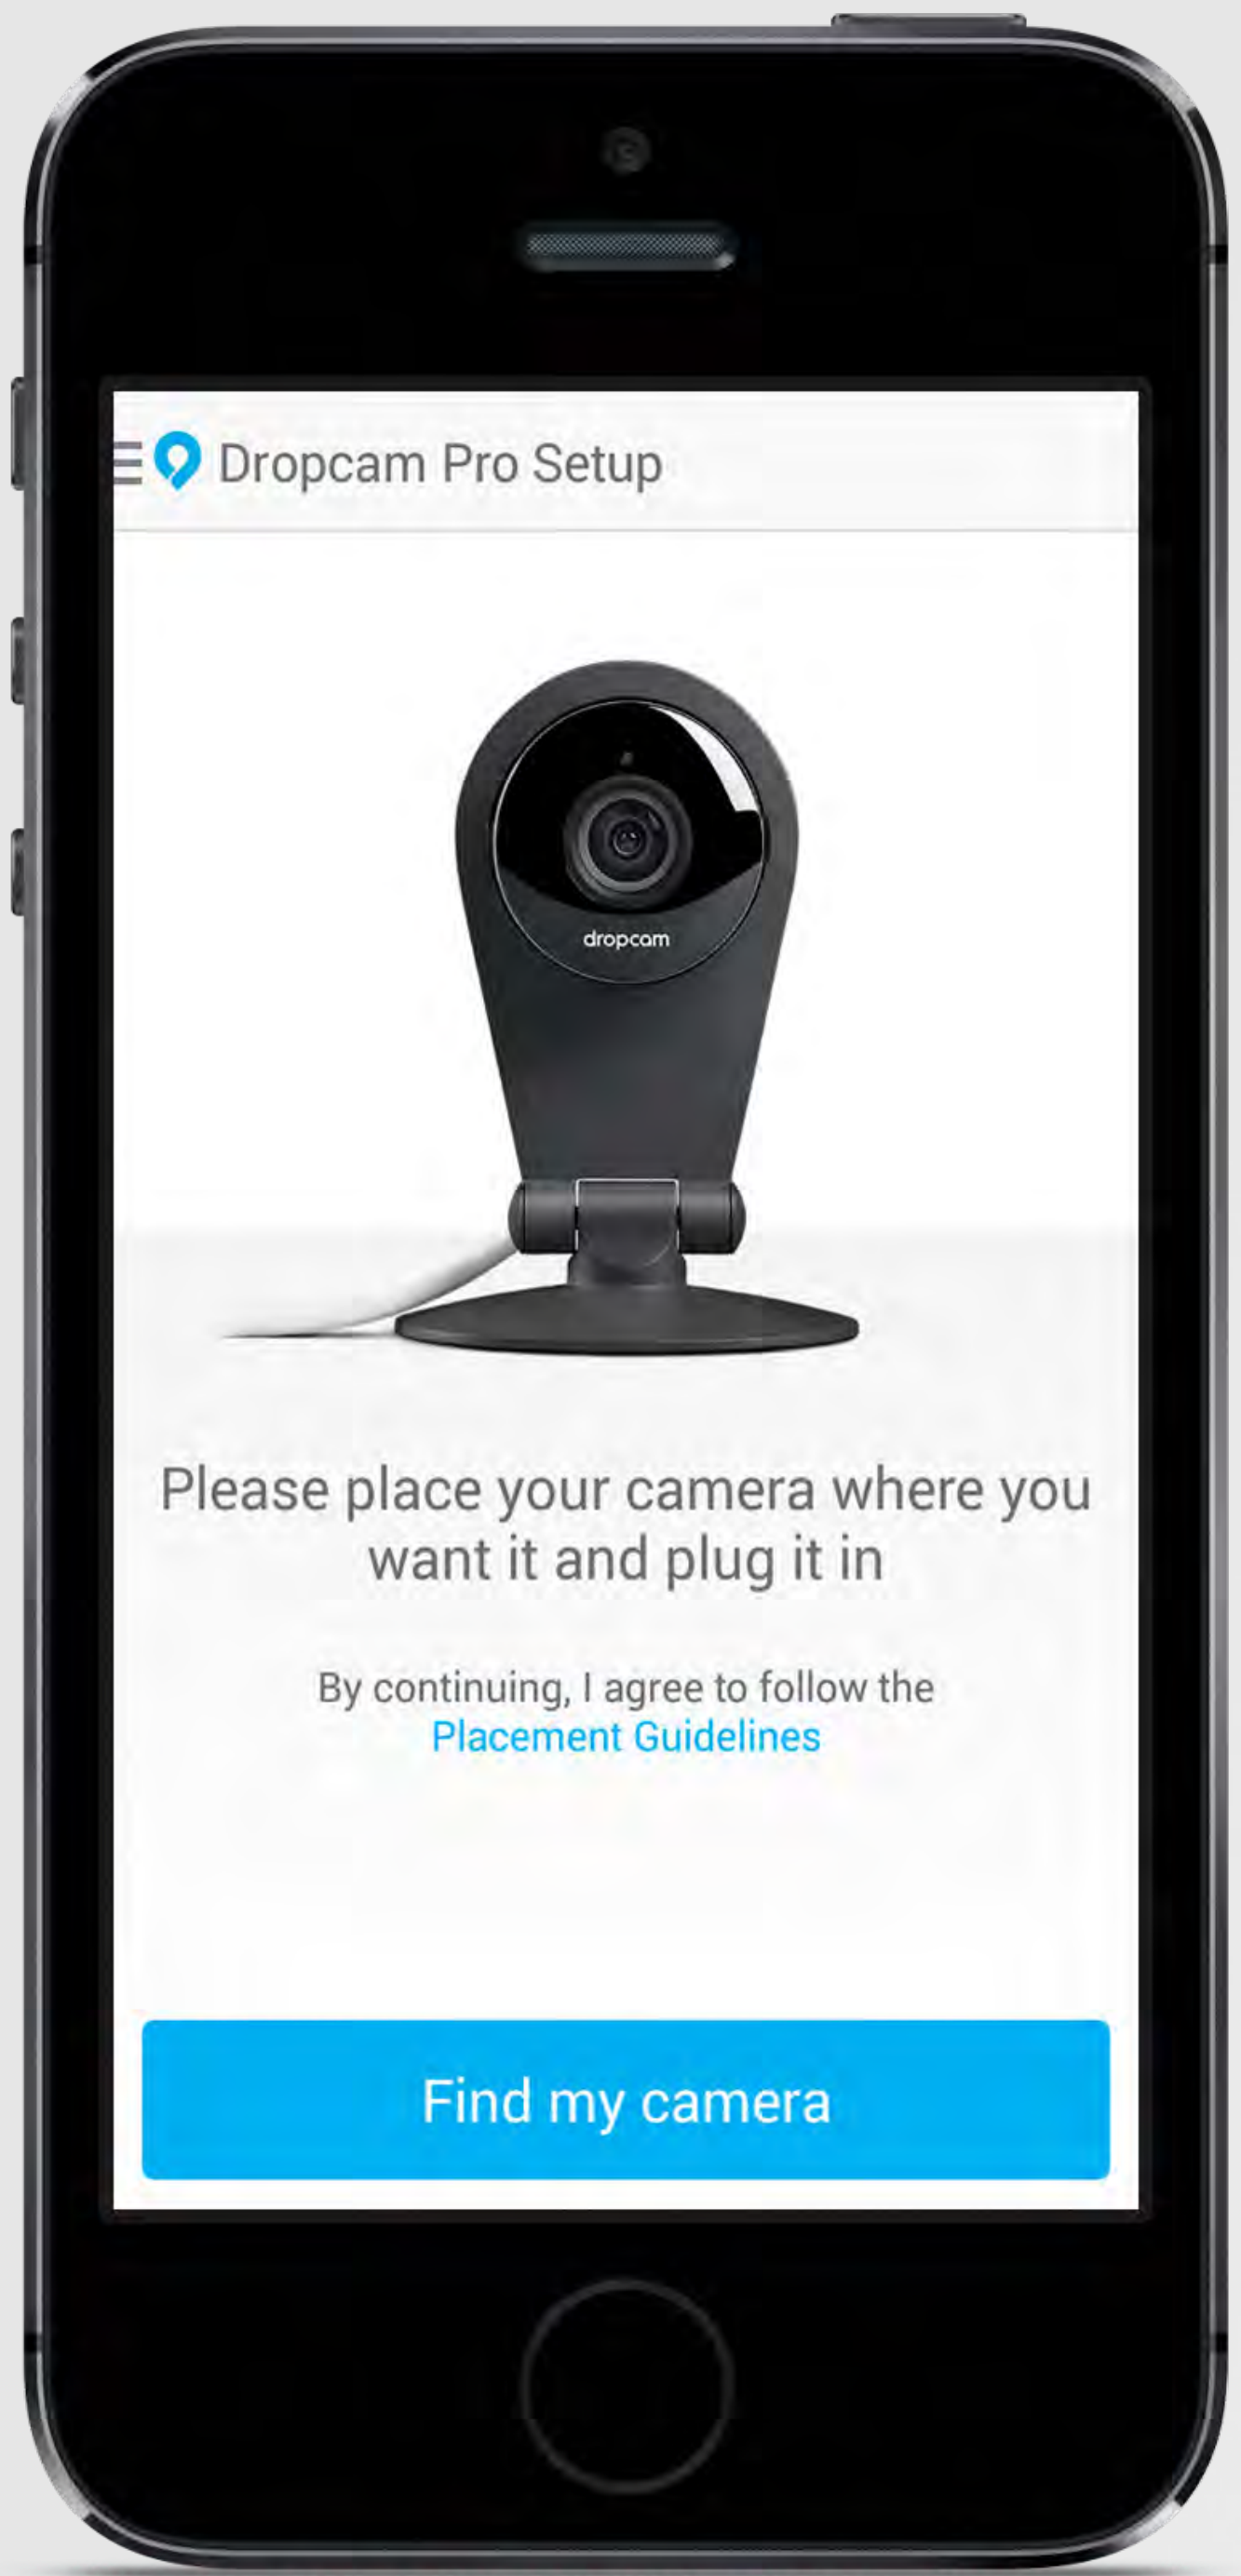 Dropcam Pro Setup
dropcam
Please place your camera where you
want it and plug it in
By continuing, I agree to follow the
Placement Guidelines
Find my camera